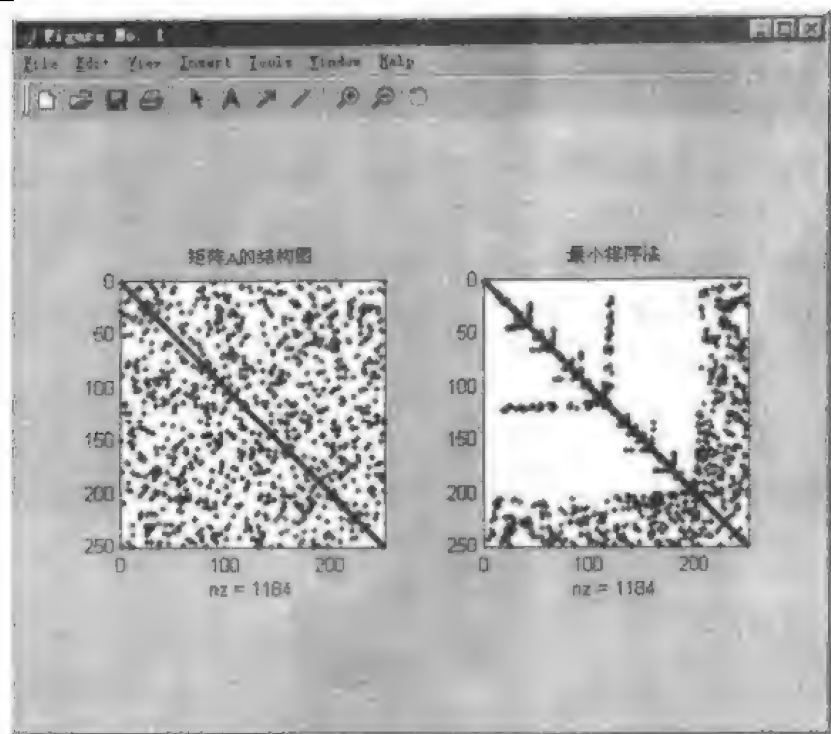 Figure No. 1
File Edit View Insert Tools Window Help
矩阵A的结构图
最小排序法
0
50
100
150
200
250
0 100 200
nz = 1184
0
50
100
150
200
250
0 100 200
nz = 1184